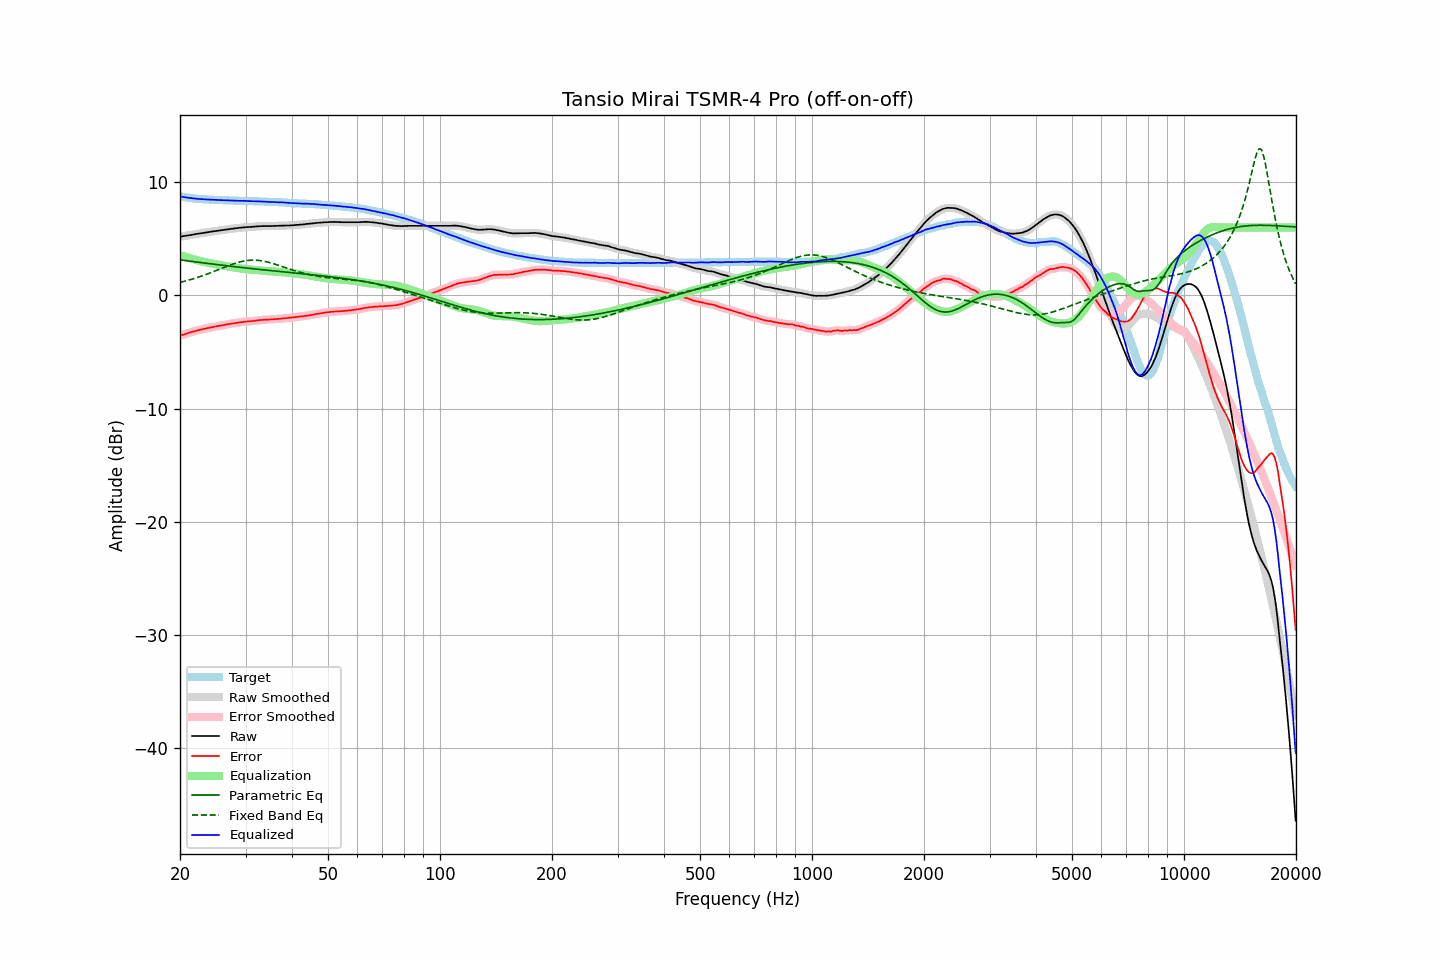 Tansio Mirai TSMR-4 Pro (off-on-off)
Amplitude (dBr)
10
0
−10
−20
−30
−40
Target
Raw Smoothed
Error Smoothed
Raw
Error
Equalization
Parametric Eq
Fixed Band Eq
Equalized
20 50 100 200 500 1000 2000 5000 10000 20000
Frequency (Hz)